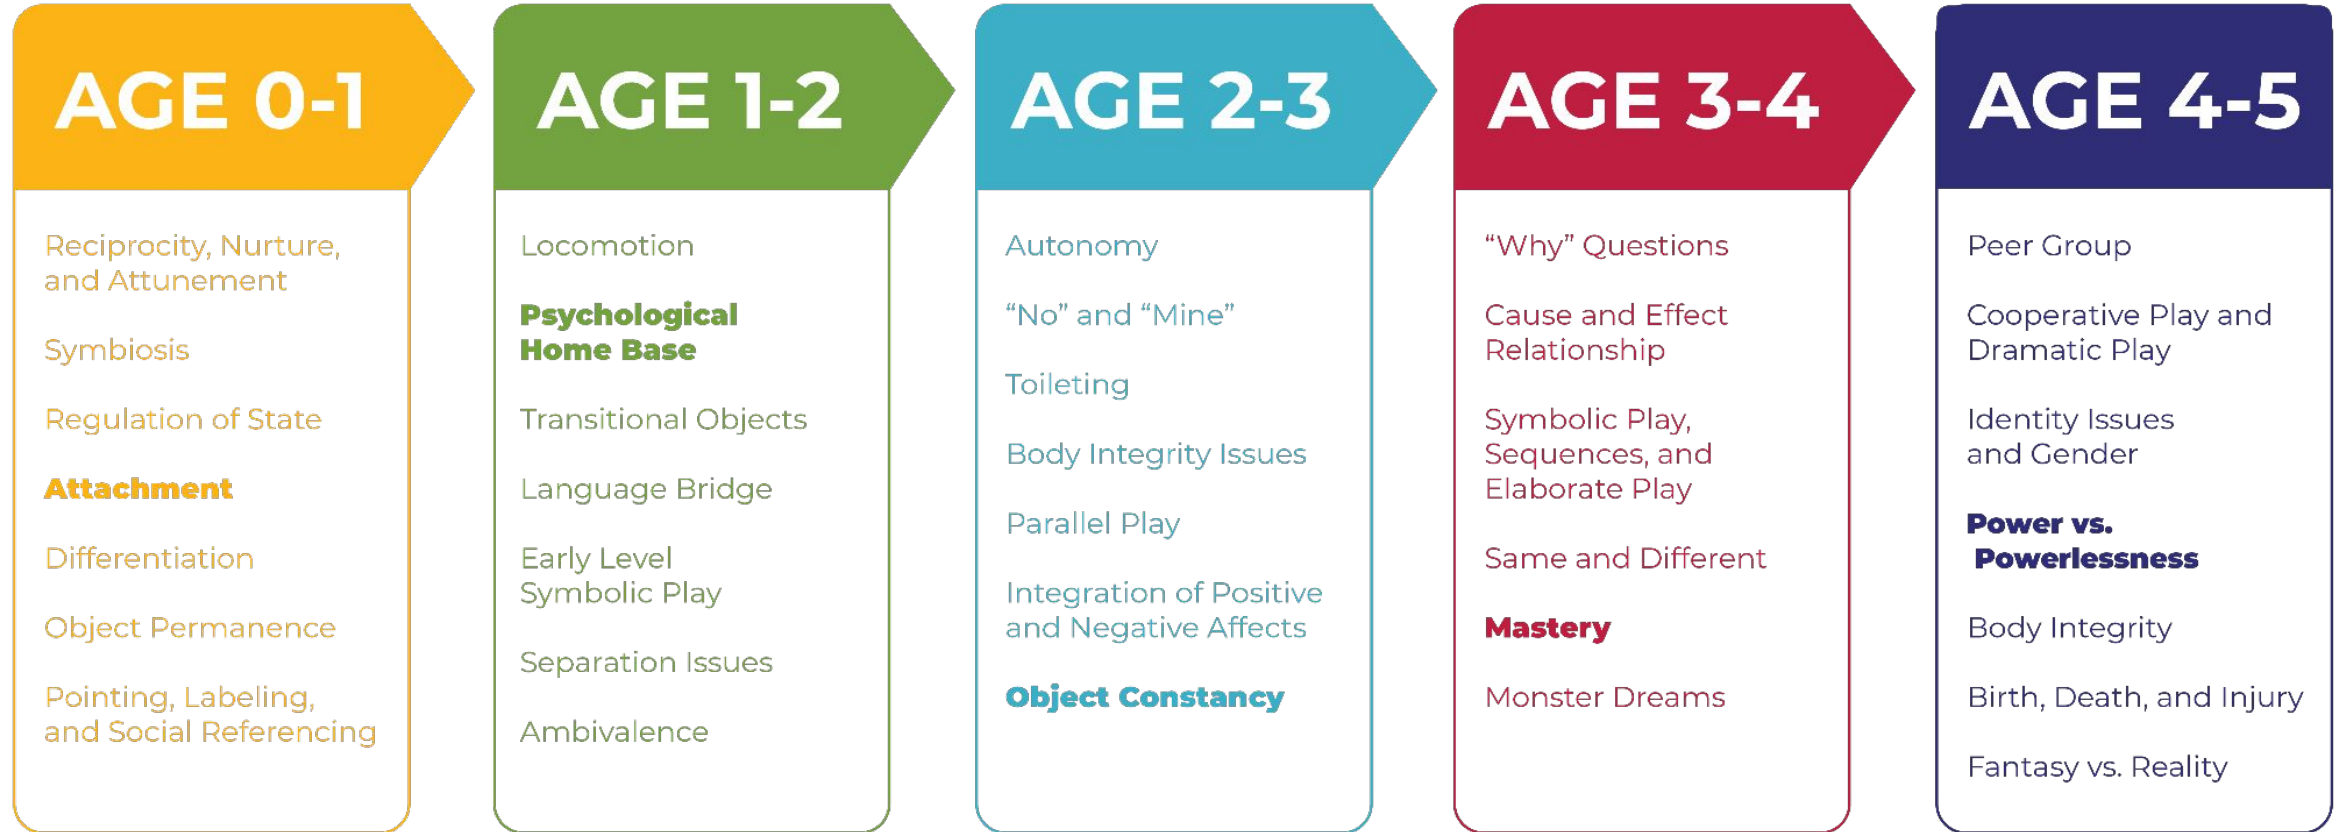 AGE 0-1
Reciprocity, Nurture,
and Attunement
Symbiosis
Regulation of State
Attachment
Differentiation
Object Permanence
Pointing, Labeling,
and Social Referencing
AGE 1-2
Locomotion
Psychological
Home Base
Transitional Objects
Language Bridge
Early Level
Symbolic Play
Separation Issues
Ambivalence
AGE 2-3
Autonomy
“No” and “Mine”
Toileting
Body Integrity Issues
Parallel Play
Integration of Positive
and Negative Affects
Object Constancy
AGE 3-4
“Why” Questions
Cause and Effect
Relationship
Symbolic Play,
Sequences, and
Elaborate Play
Same and Different
Mastery
Monster Dreams
AGE 4-5
Peer Group
Cooperative Play and
Dramatic Play
Identity Issues
and Gender
Power vs.
Powerlessness
Body Integrity
Birth, Death, and Injury
Fantasy vs. Reality